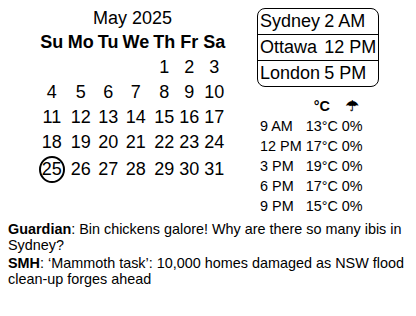 May 2025
Su Mo Tu We Th Fr Sa
1 2 3
4 5 6 7 8 9 10
11 12 13 14 15 16 17
18 19 20 21 22 23 24
25 26 27 28 29 30 31
Sydney 2 AM
Ottawa 12 PM
London 5 PM
°C ☂
9 AM 13°C 0%
12 PM 17°C 0%
3 PM 19°C 0%
6 PM 17°C 0%
9 PM 15°C 0%
Guardian: Bin chickens galore! Why are there so many ibis in
Sydney?
SMH: ‘Mammoth task’: 10,000 homes damaged as NSW flood
clean-up forges ahead